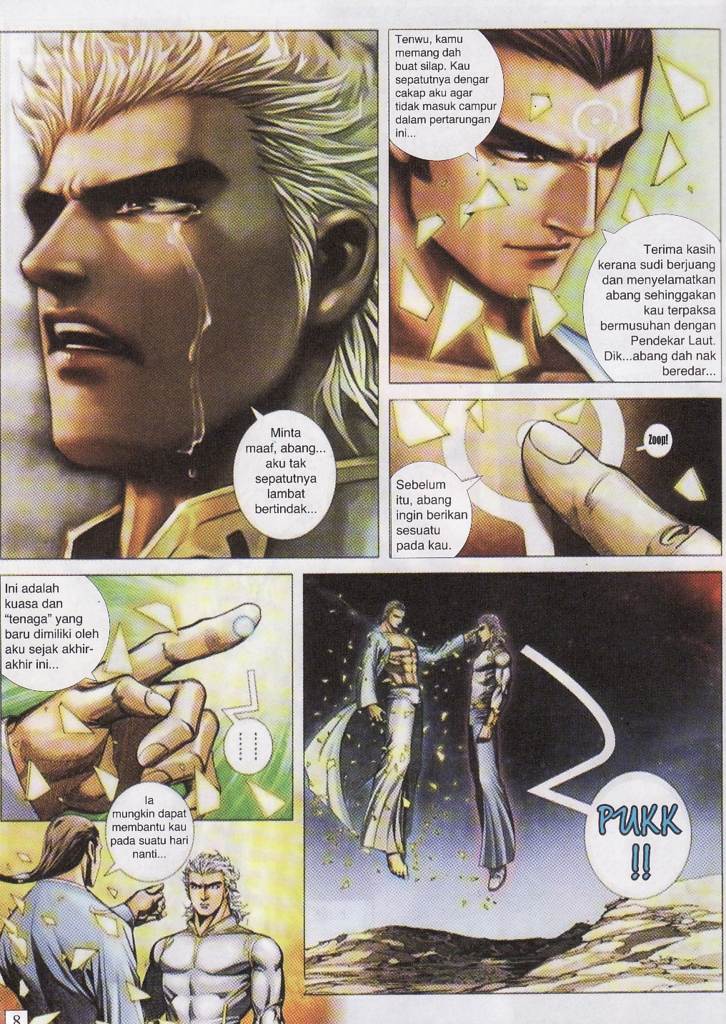 Minta
maaf, abang...
aku tak
sepatutnya
lambat
bertindak...
Tenwu, kamu
memang dah
buat silap. Kau
sepatutnya dengar
cakap aku agar
tidak masuk campur
dalam pertarungan
ini...
Terima kasih
kerana sudi berjuang
dan menyelamatkan
abang sehinggakan
kau terpaksa
bermusuhan dengan
Pendekar Laut.
Dik...abang dah nak
beredar...
Zoop!
Sebelum
itu, abang
ingin berikan
sesuatu
pada kau.
Ini adalah
kuasa dan
“tenaga” yang
baru dimiliki oleh
aku sejak akhir-
akhir ini...
Ia
mungkin dapat
membantu kau
pada suatu hari
nanti...
PUKK
!!
8